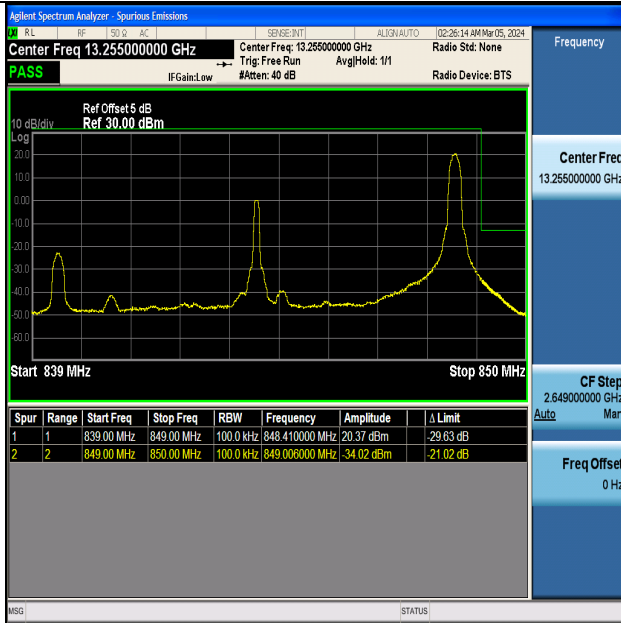 Agilent Spectrum Analyzer - Spurious Emissions
RL RF 50 Ω AC SENSE:INT ALIGN AUTO 02:26:14 AM Mar 05, 2024
Center Freq 13.255000000 GHz
Center Freq: 13.255000000 GHz
Radio Std: None
Trig: Free Run Avg|Hold: 1/1
PASS
IFGain:Low
#Atten: 40 dB
Radio Device: BTS
Ref Offset 5 dB
10 dB/div Ref 30.00 dBm
Log
20.0
10.0
0.00
-10.0
-20.0
-30.0
-40.0
-50.0
-60.0
Start 839 MHz Stop 850 MHz
Spur Range Start Freq Stop Freq RBW Frequency Amplitude Δ Limit
1 1 839.00 MHz 849.00 MHz 100.0 kHz 848.410000 MHz 20.37 dBm -29.63 dB
2 2 849.00 MHz 850.00 MHz 100.0 kHz 849.006000 MHz -34.02 dBm -21.02 dB
Frequency
Center Freq
13.255000000 GHz
CF Step
2.649000000 GHz
Auto Man
Freq Offset
0 Hz
MSG STATUS